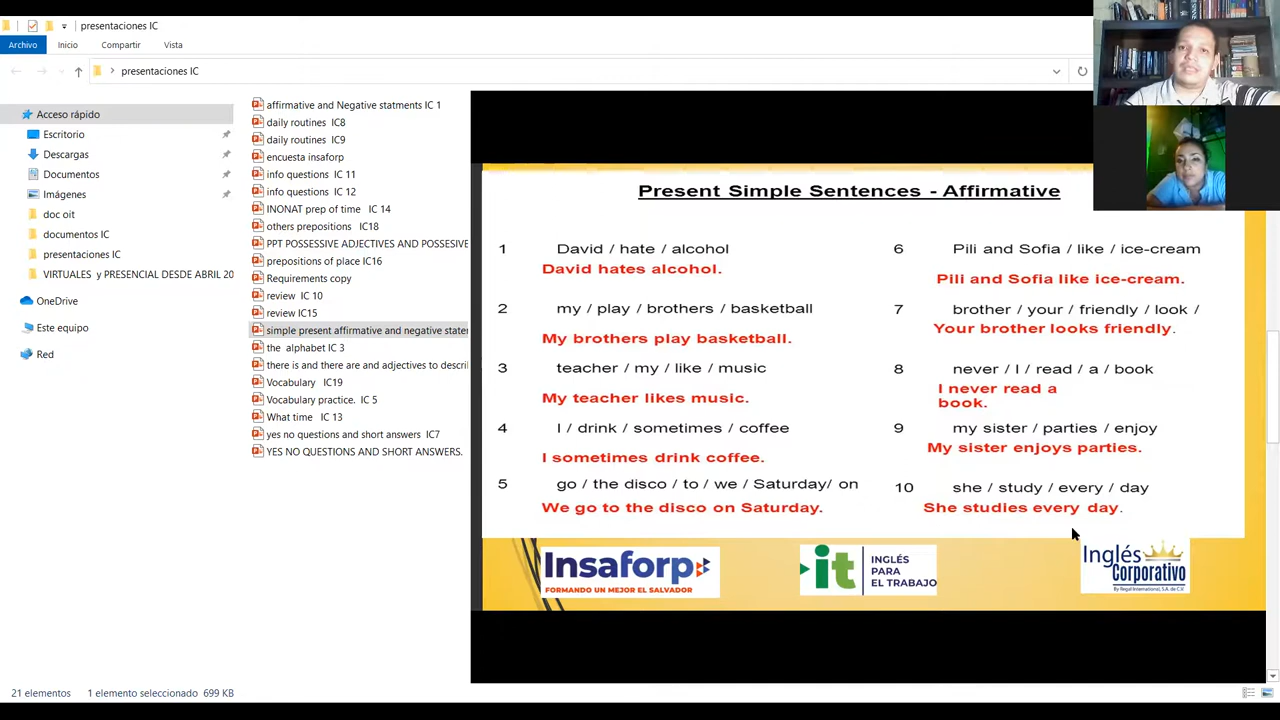 presentaciones IC
Archivo
Inicio
Compartir
Vista
presentaciones IC
Acceso rápido
Escritorio
Descargas
Documentos
Imágenes
doc oit
documentos IC
presentaciones IC
VIRTUALES y PRESENCIAL DESDE ABRIL 20
OneDrive
Este equipo
Red
affirmative and Negative statments IC 1
daily routines IC8
daily routines IC9
encuesta insaforp
info questions IC 11
info questions IC 12
INONAT prep of time IC 14
others prepositions IC18
PPT POSSESSIVE ADJECTIVES AND POSSESIVE
prepositions of place IC16
Requirements copy
review IC 10
review IC15
simple present affirmative and negative state
the alphabet IC 3
there is and there are and adjectives to descri
Vocabulary IC19
Vocabulary practice. IC 5
What time IC 13
yes no questions and short answers IC7
YES NO QUESTIONS AND SHORT ANSWERS.
Present Simple Sentences - Affirmative
1 David / hate / alcohol
David hates alcohol.
2 my / play / brothers / basketball
My brothers play basketball.
3 teacher / my / like / music
My teacher likes music.
4 I / drink / sometimes / coffee
I sometimes drink coffee.
5 go / the disco / to / we / Saturday/ on
We go to the disco on Saturday.
6 Pili and Sofia / like / ice-cream
Pili and Sofia like ice-cream.
7 brother / your / friendly / look /
Your brother looks friendly.
8 never / I / read / a / book
I never read a
book.
9 my sister / parties / enjoy
My sister enjoys parties.
10 she / study / every / day
She studies every day.
Insaforp
FORMANDO UN MEJOR EL SALVADOR
it
INGLÉS
PARA
EL TRABAJO
Inglés
Corporativo
By Regal International, S.A. de C.V.
21 elementos
1 elemento seleccionado 699 KB